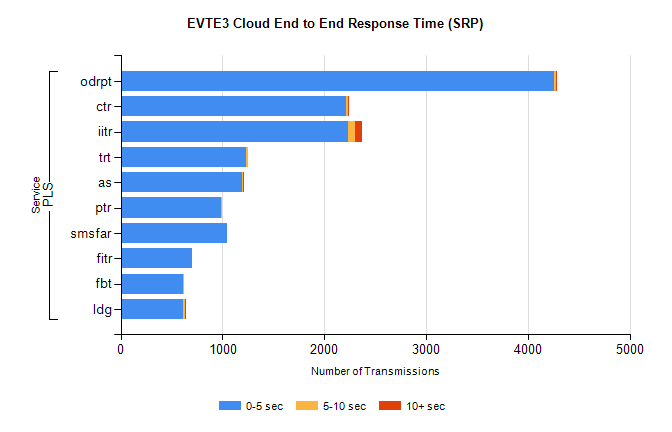 EVTE3 Cloud End to End Response Time (SRP)
Service
PLS
odrpt
ctr
iitr
trt
as
ptr
smsfar
fitr
fbt
ldg
0 1000 2000 3000 4000 5000
Number of Transmissions
0-5 sec 5-10 sec 10+ sec